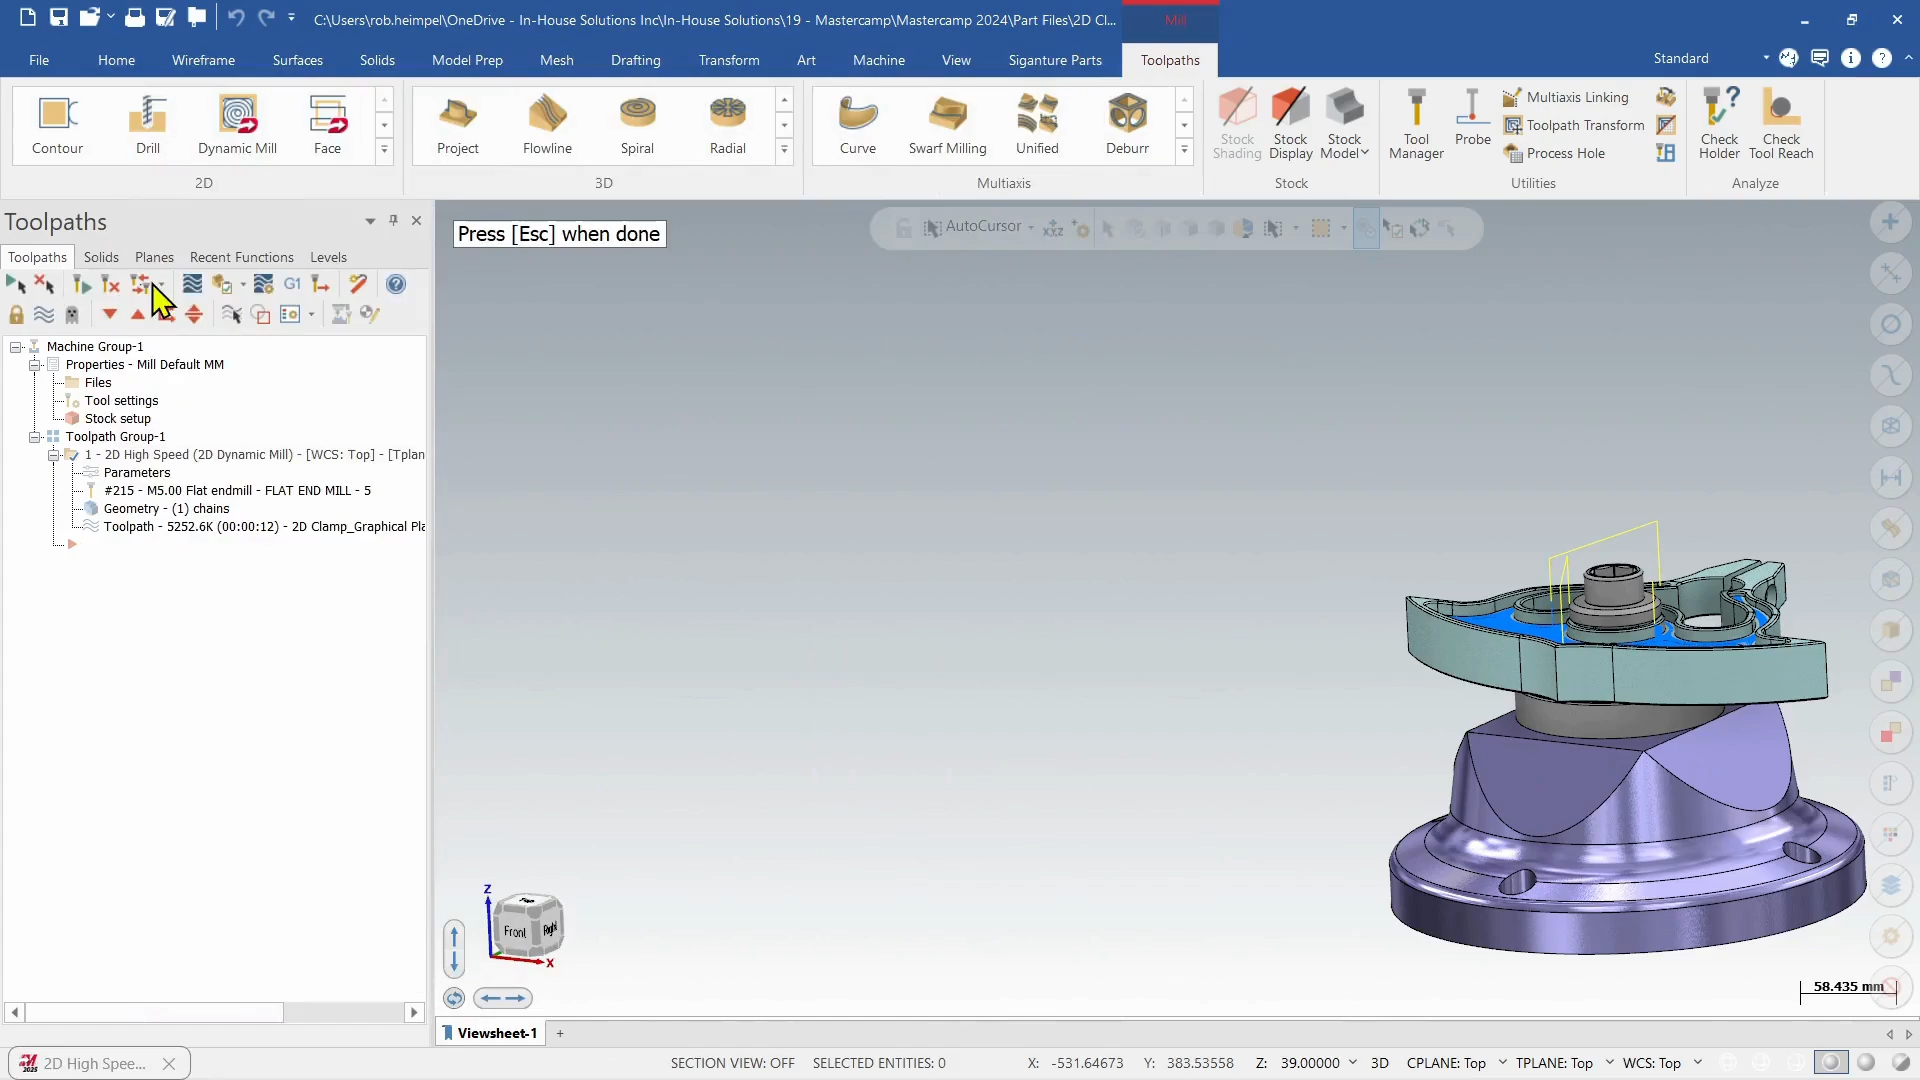 C:\Users\rob.heimpel\OneDrive - In-House Solutions Inc\In-House Solutions\19 - Mastercamp\Mastercamp 2024\Part Files\2D Cl...
Mill
File
Home
Wireframe
Surfaces
Solids
Model Prep
Mesh
Drafting
Transform
Art
Machine
View
Siganture Parts
Toolpaths
Standard
Contour
Drill
Dynamic Mill
Face
2D
Project
Flowline
Spiral
Radial
3D
Curve
Swarf Milling
Unified
Deburr
Multiaxis
Stock Shading
Stock Display
Stock Model
Stock
Tool Manager
Probe
Multiaxis Linking
Toolpath Transform
Process Hole
Utilities
Check Holder
Check Tool Reach
Analyze
Toolpaths
Toolpaths
Solids
Planes
Recent Functions
Levels
G1
Machine Group-1
Properties - Mill Default MM
Files
Tool settings
Stock setup
Toolpath Group-1
1 - 2D High Speed (2D Dynamic Mill) - [WCS: Top] - [Tplan
Parameters
#215 - M5.00 Flat endmill - FLAT END MILL - 5
Geometry - (1) chains
Toolpath - 5252.6K (00:00:12) - 2D Clamp_Graphical Pla
Press [Esc] when done
AutoCursor
Z
Top
Front
Right
X
58.435 mm
Viewsheet-1
+
2D High Spee...
SECTION VIEW: OFF
SELECTED ENTITIES: 0
X: -531.64673
Y: 383.53558
Z: 39.00000
3D
CPLANE: Top
TPLANE: Top
WCS: Top